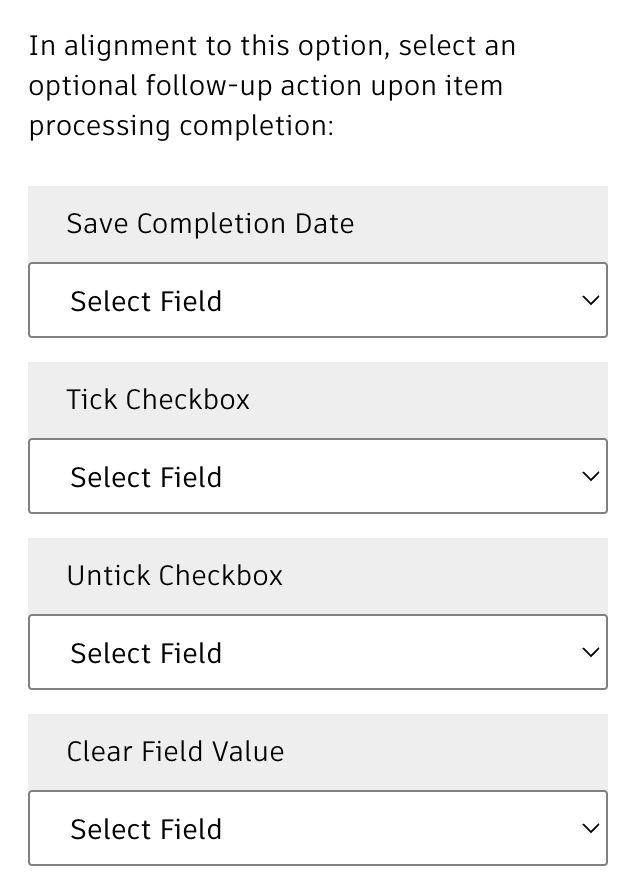 In alignment to this option, select an
optional follow-up action upon item
processing completion:
Save Completion Date
Select Field
Tick Checkbox
Select Field
Untick Checkbox
Select Field
Clear Field Value
Select Field